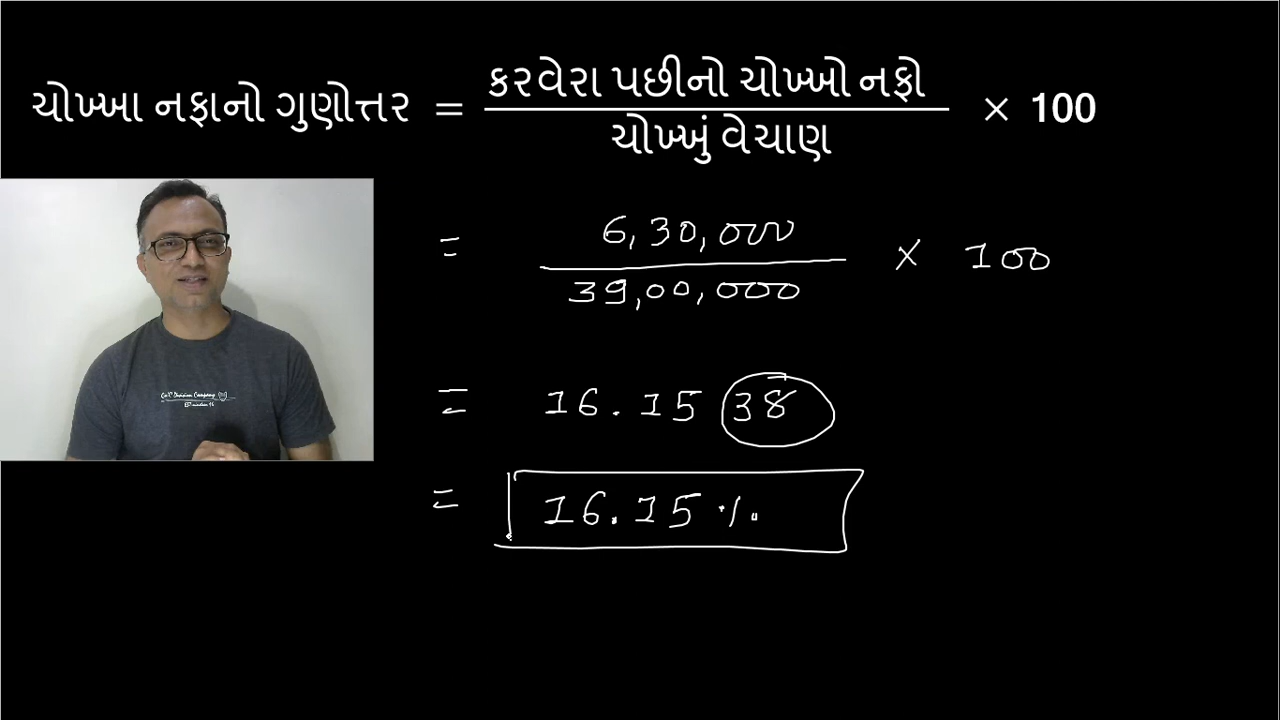 ચોખ્ખા નફાનો ગુણોત્તર = કરવેરા પછીનો ચોખ્ખો નફો / ચોખ્ખું વેચાણ × 100
= 6,30,000 / 39,00,000 × 100
= 16.1538
= 16.15 %